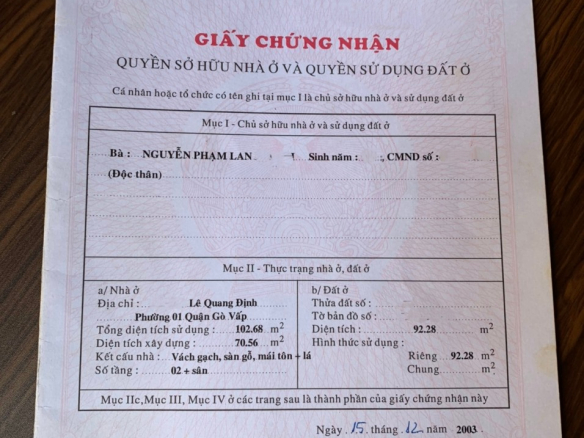 GIẤY CHỨNG NHẬN
QUYỀN SỞ HỮU NHÀ Ở VÀ QUYỀN SỬ DỤNG ĐẤT Ở
Cá nhân hoặc tổ chức có tên ghi tại mục I là chủ sở hữu nhà ở và sử dụng đất ở
Mục I - Chủ sở hữu nhà ở và sử dụng đất ở
Bà : NGUYỄN PHẠM LAN Sinh năm : , CMND số :
(Độc thân)
Mục II - Thực trạng nhà ở, đất ở
a/ Nhà ở
Địa chỉ : Lê Quang Định
Phường 01 Quận Gò Vấp
Tổng diện tích sử dụng : 102.68 m2
Diện tích xây dựng : 70.56 m2
Kết cấu nhà : Vách gạch, sàn gỗ, mái tôn + lá
Số tầng : 02 + sân
b/ Đất ở
Thửa đất số :
Tờ bản đồ số :
Diện tích : 92.28 m2
Hình thức sử dụng :
Riêng 92.28 m2
Chung m2
Mục IIc,Mục III, Mục IV ở các trang sau là thành phần của giấy chứng nhận này
Ngày 15 tháng 12 năm 2003